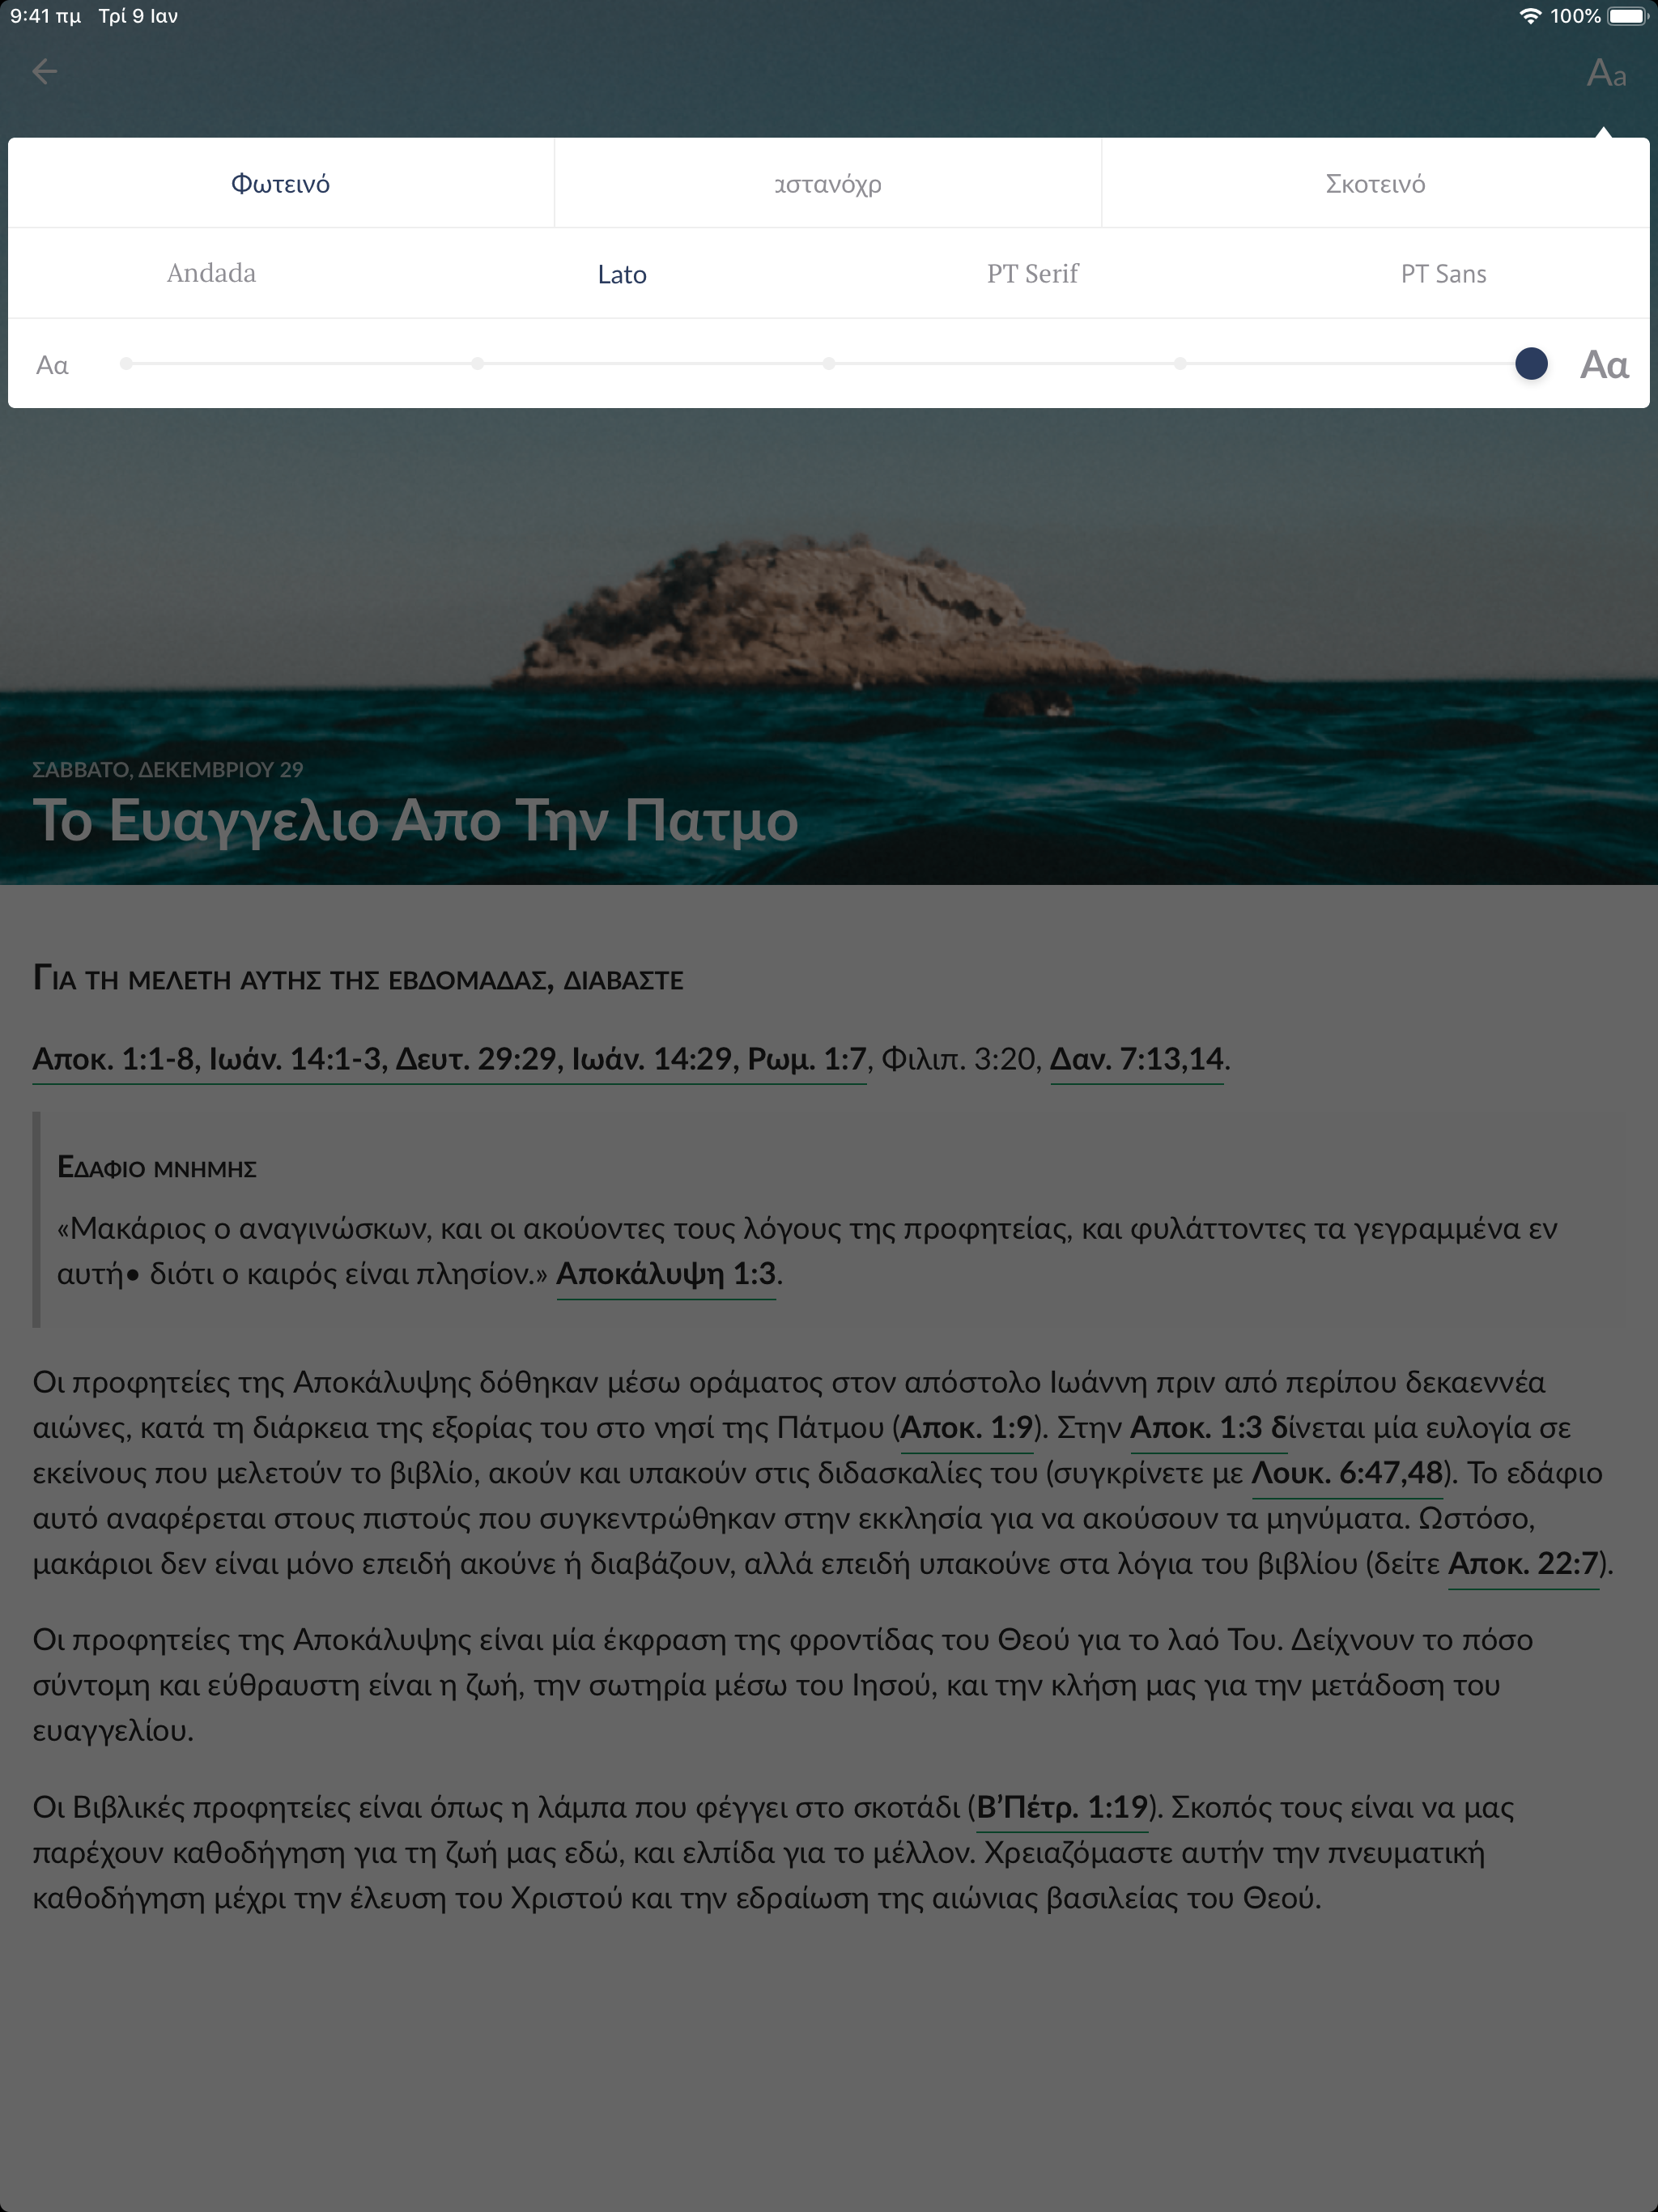 9:41 πμ Τρί 9 Ιαν 100%
Aa
Φωτεινό αστανόχρ Σκοτεινό
Andada Lato PT Serif PT Sans
Αα Αα
ΣΑΒΒΑΤΟ, ΔΕΚΕΜΒΡΙΟΥ 29
Το Ευαγγελιο Απο Την Πατμο
Για τη μελετη αυτης της εβδομαδας, διαβαστε
Αποκ. 1:1-8, Ιωάν. 14:1-3, Δευτ. 29:29, Ιωάν. 14:29, Ρωμ. 1:7, Φιλιπ. 3:20, Δαν. 7:13,14.
Εδαφιο μνημης
«Μακάριος ο αναγινώσκων, και οι ακούοντες τους λόγους της προφητείας, και φυλάττοντες τα γεγραμμένα εν
αυτή• διότι ο καιρός είναι πλησίον.» Αποκάλυψη 1:3.
Οι προφητείες της Αποκάλυψης δόθηκαν μέσω οράματος στον απόστολο Ιωάννη πριν από περίπου δεκαεννέα
αιώνες, κατά τη διάρκεια της εξορίας του στο νησί της Πάτμου (Αποκ. 1:9). Στην Αποκ. 1:3 δίνεται μία ευλογία σε
εκείνους που μελετούν το βιβλίο, ακούν και υπακούν στις διδασκαλίες του (συγκρίνετε με Λουκ. 6:47,48). Το εδάφιο
αυτό αναφέρεται στους πιστούς που συγκεντρώθηκαν στην εκκλησία για να ακούσουν τα μηνύματα. Ωστόσο,
μακάριοι δεν είναι μόνο επειδή ακούνε ή διαβάζουν, αλλά επειδή υπακούνε στα λόγια του βιβλίου (δείτε Αποκ. 22:7).
Οι προφητείες της Αποκάλυψης είναι μία έκφραση της φροντίδας του Θεού για το λαό Του. Δείχνουν το πόσο
σύντομη και εύθραυστη είναι η ζωή, την σωτηρία μέσω του Ιησού, και την κλήση μας για την μετάδοση του
ευαγγελίου.
Οι Βιβλικές προφητείες είναι όπως η λάμπα που φέγγει στο σκοτάδι (Β’Πέτρ. 1:19). Σκοπός τους είναι να μας
παρέχουν καθοδήγηση για τη ζωή μας εδώ, και ελπίδα για το μέλλον. Χρειαζόμαστε αυτήν την πνευματική
καθοδήγηση μέχρι την έλευση του Χριστού και την εδραίωση της αιώνιας βασιλείας του Θεού.